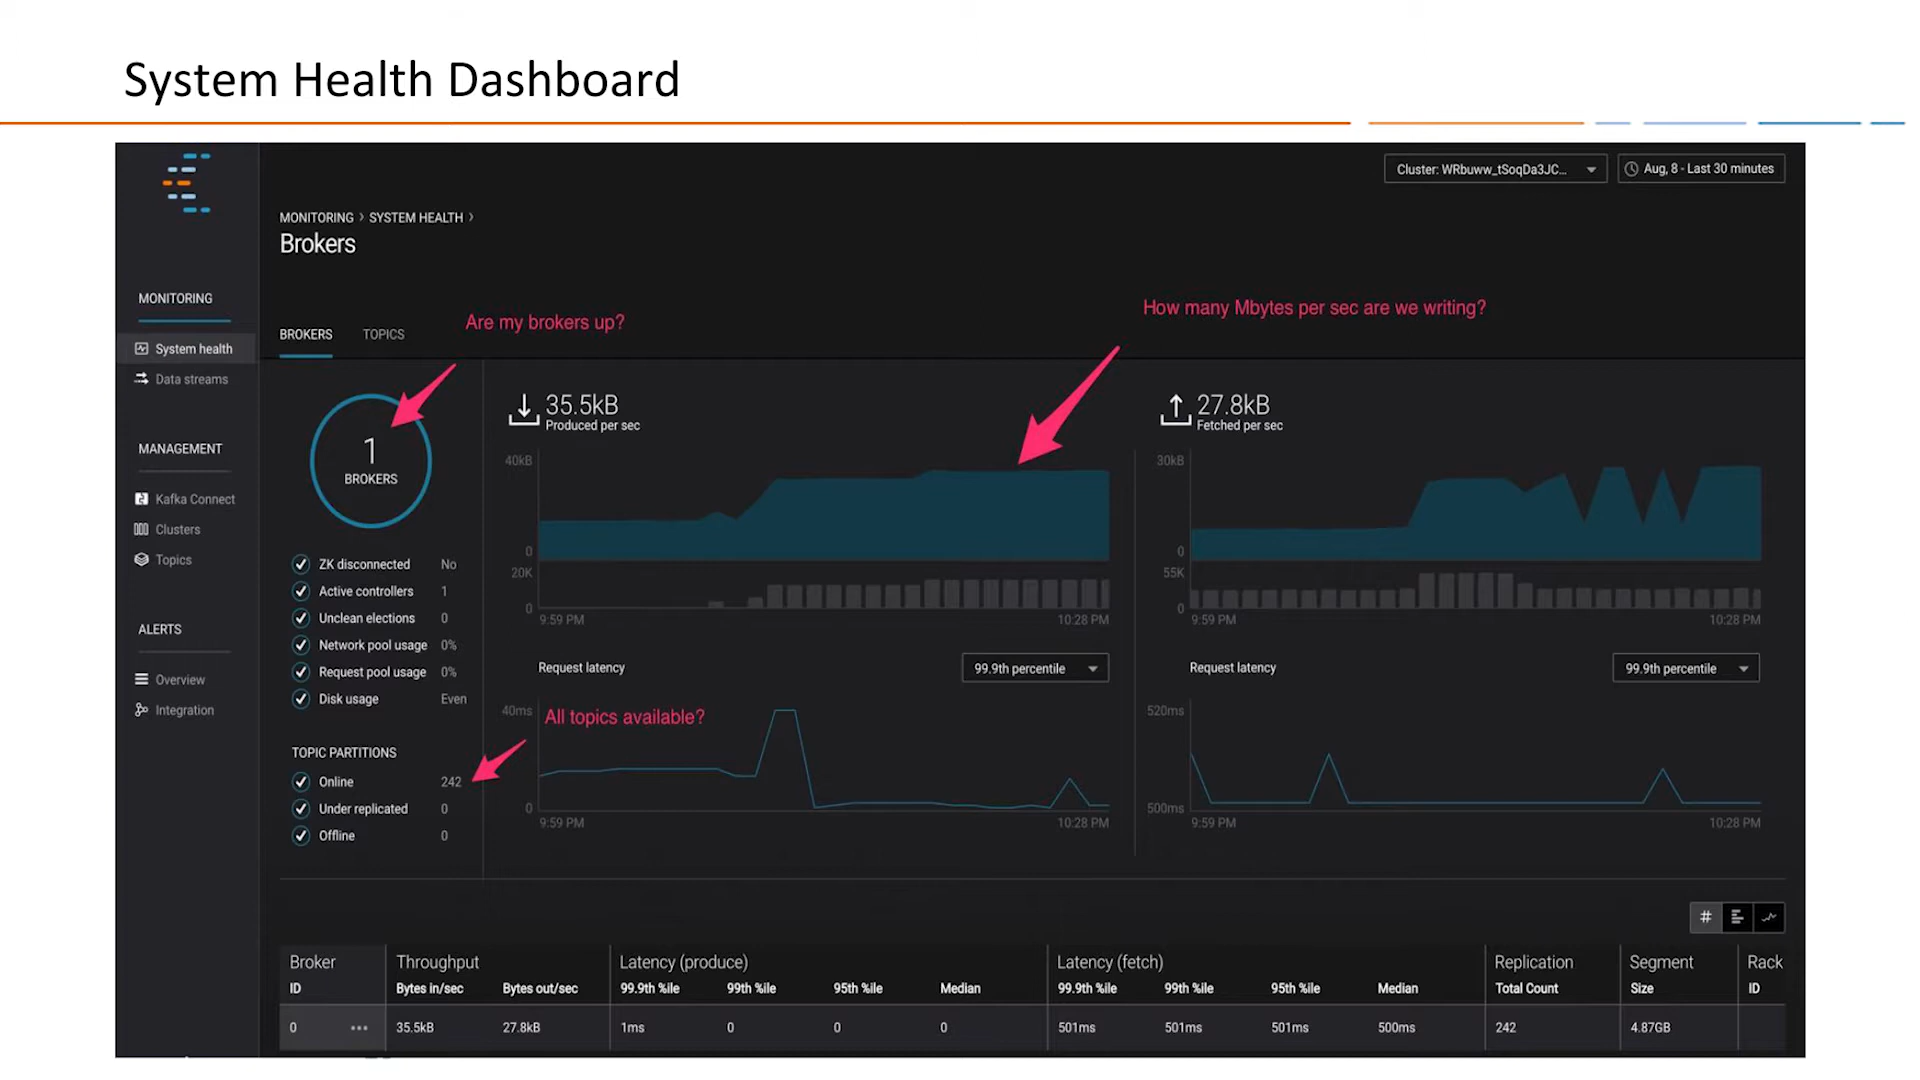 System Health Dashboard
Cluster: WRbuww_tSoqDa3JC...
Aug, 8 - Last 30 minutes
MONITORING › SYSTEM HEALTH ›
Brokers
MONITORING
System health
Data streams
MANAGEMENT
Kafka Connect
Clusters
Topics
ALERTS
Overview
Integration
BROKERS TOPICS
Are my brokers up?
How many Mbytes per sec are we writing?
1
BROKERS
ZK disconnected No
Active controllers 1
Unclean elections 0
Network pool usage 0%
Request pool usage 0%
Disk usage Even
TOPIC PARTITIONS
Online 242
Under replicated 0
Offline 0
All topics available?
35.5kB
Produced per sec
40kB
0
20K
0
9:59 PM 10:28 PM
Request latency 99.9th percentile
40ms
0
9:59 PM 10:28 PM
27.8kB
Fetched per sec
30kB
0
55K
0
9:59 PM 10:28 PM
Request latency 99.9th percentile
520ms
500ms
9:59 PM 10:28 PM
#
Broker Throughput Latency (produce) Latency (fetch) Replication Segment Rack
ID Bytes in/sec Bytes out/sec 99.9th %ile 99th %ile 95th %ile Median 99.9th %ile 99th %ile 95th %ile Median Total Count Size ID
0 ••• 35.5kB 27.8kB 1ms 0 0 0 501ms 501ms 501ms 500ms 242 4.87GB